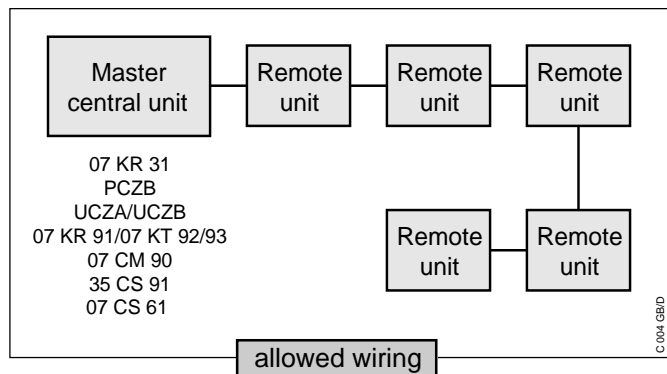 Master
central unit
Remote
unit
Remote
unit
Remote
unit
07 KR 31
PCZB
UCZA/UCZB
07 KR 91/07 KT 92/93
07 CM 90
35 CS 91
07 CS 61
Remote
unit
Remote
unit
C 004 GB/D
allowed wiring